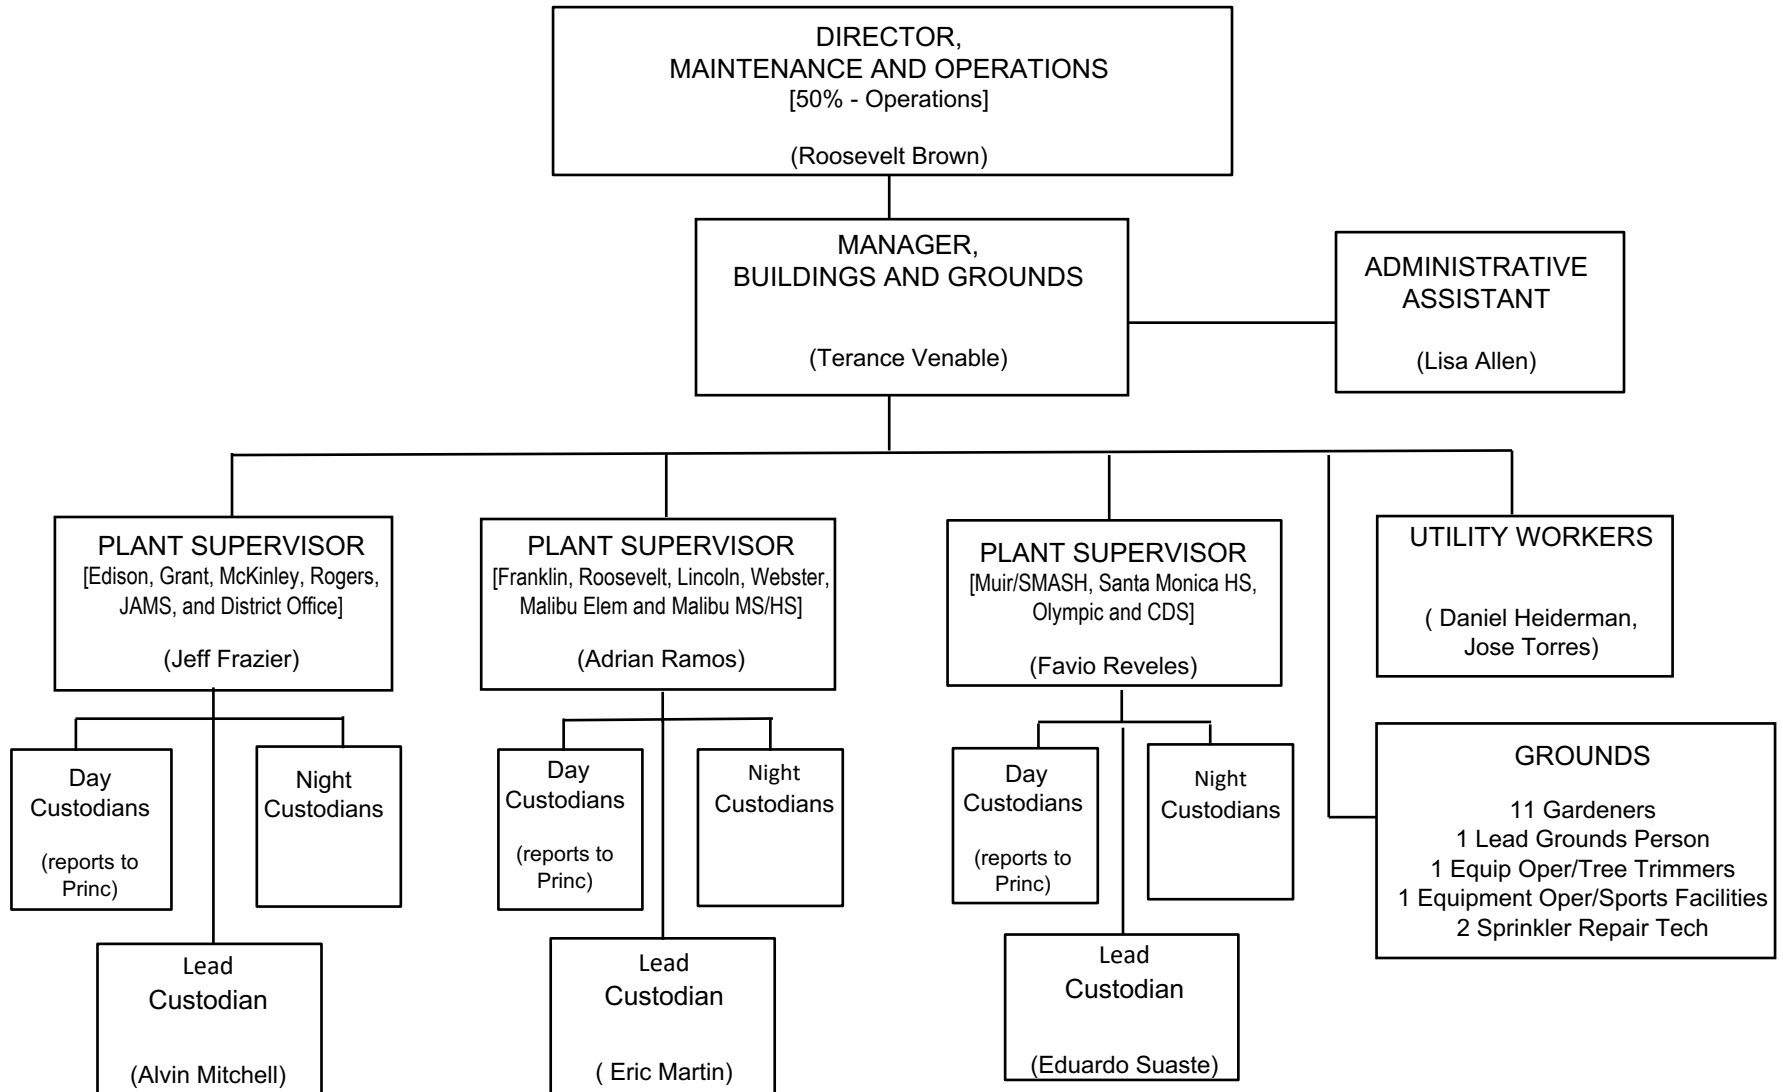 DIRECTOR,
MAINTENANCE AND OPERATIONS
[50% - Operations]
(Roosevelt Brown)
MANAGER,
BUILDINGS AND GROUNDS
(Terance Venable)
ADMINISTRATIVE
ASSISTANT
(Lisa Allen)
PLANT SUPERVISOR
[Edison, Grant, McKinley, Rogers,
JAMS, and District Office]
(Jeff Frazier)
PLANT SUPERVISOR
[Franklin, Roosevelt, Lincoln, Webster,
Malibu Elem and Malibu MS/HS]
(Adrian Ramos)
PLANT SUPERVISOR
[Muir/SMASH, Santa Monica HS,
Olympic and CDS]
(Favio Reveles)
UTILITY WORKERS
( Daniel Heiderman,
Jose Torres)
Day
Custodians
(reports to
Princ)
Night
Custodians
Day
Custodians
(reports to
Princ)
Night
Custodians
Day
Custodians
(reports to
Princ)
Night
Custodians
GROUNDS
11 Gardeners
1 Lead Grounds Person
1 Equip Oper/Tree Trimmers
1 Equipment Oper/Sports Facilities
2 Sprinkler Repair Tech
Lead
Custodian
(Alvin Mitchell)
Lead
Custodian
( Eric Martin)
Lead
Custodian
(Eduardo Suaste)